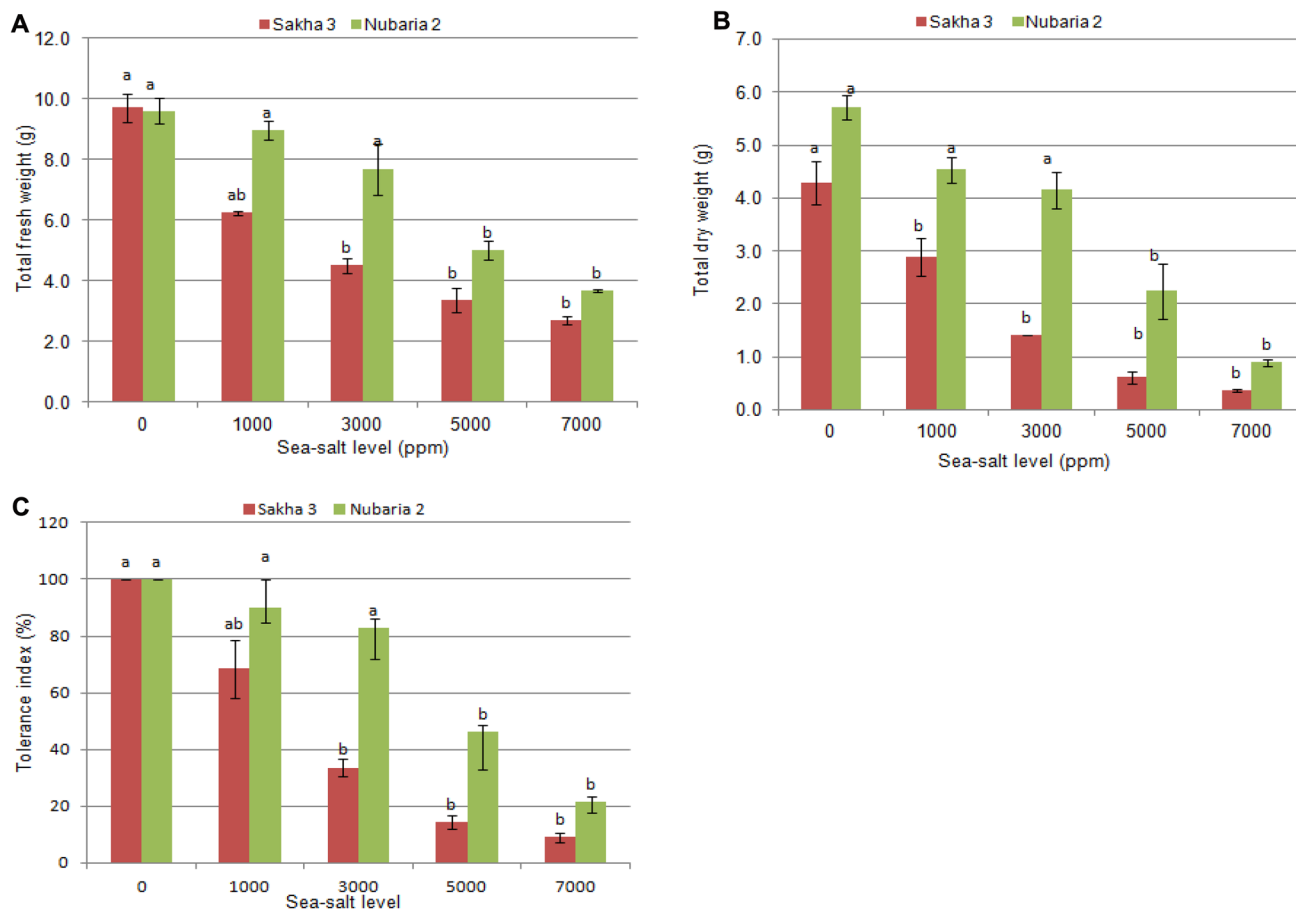 A
Sakha 3 Nubaria 2
Total fresh weight (g)
12.0
10.0
8.0
6.0
4.0
2.0
0.0
a a
ab a
b a
b b
b b
0 1000 3000 5000 7000
Sea-salt level (ppm)
B
Sakha 3 Nubaria 2
Total dry weight (g)
7.0
6.0
5.0
4.0
3.0
2.0
1.0
0.0
a a
b a
b a
b b
b b
0 1000 3000 5000 7000
Sea-salt level (ppm)
C
Sakha 3 Nubaria 2
Tolerance index (%)
120
100
80
60
40
20
0
a a
ab a
b a
b b
b b
0 1000 3000 5000 7000
Sea-salt level